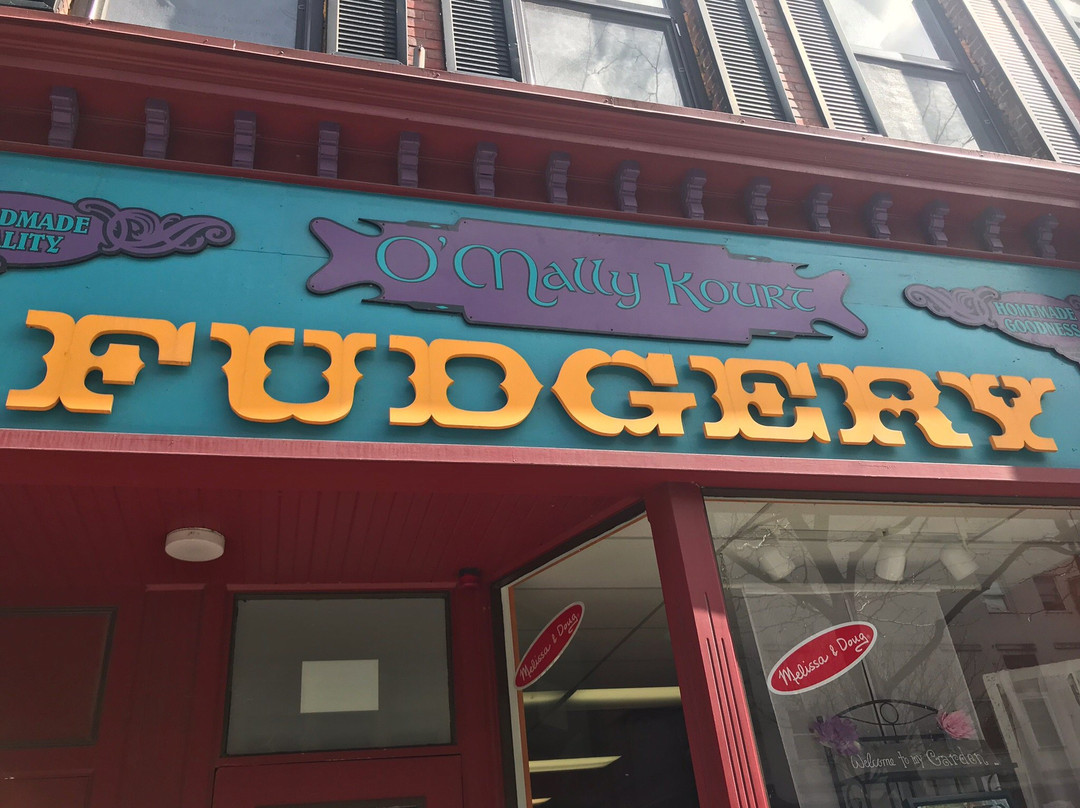 DMADE
LITY
O'Mally Kourt
HOMEMADE
GOODNESS
FUDGERY
Melissa & Doug
Melissa & Doug
Welcome to my Garden